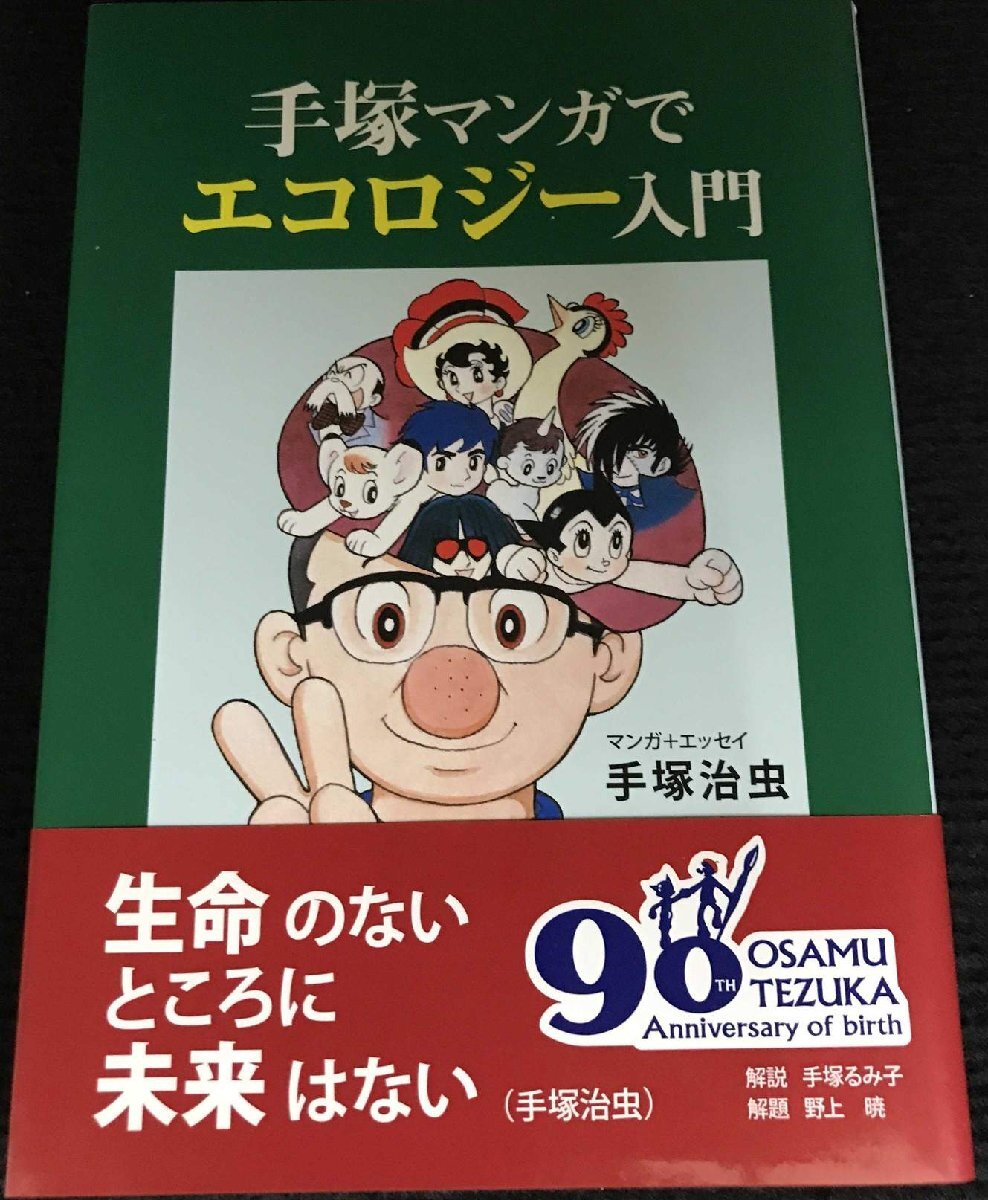 手塚マンガで
エコロジー入門
マンガ+エッセイ
手塚治虫
生命のない
ところに
未来はない
(手塚治虫)
90TH
OSAMU
TEZUKA
Anniversary of birth
解説 手塚るみ子
解題 野上 暁